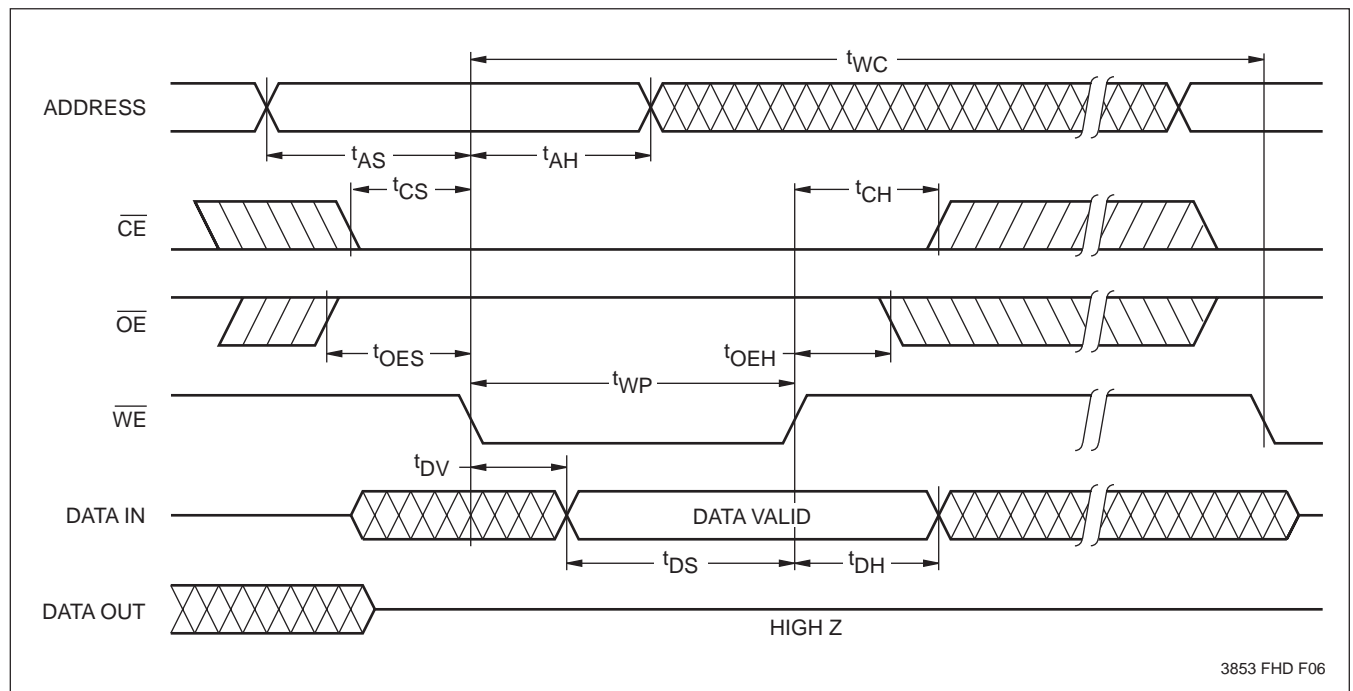 tWC
ADDRESS
tAS
tAH
tCS
tCH
CE
OE
tOES
tOEH
tWP
WE
tDV
DATA IN
DATA VALID
tDS
tDH
DATA OUT
HIGH Z
3853 FHD F06